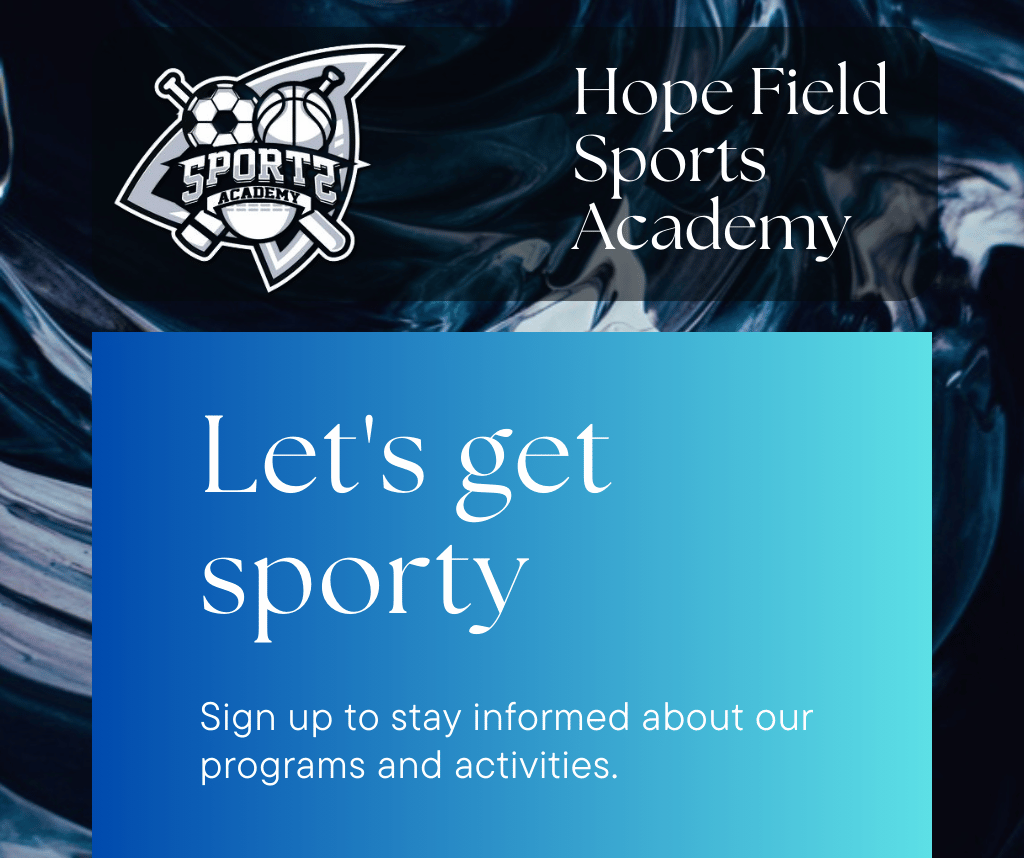 SPORTS
ACADEMY
Hope Field
Sports
Academy
Let's get
sporty
Sign up to stay informed about our
programs and activities.